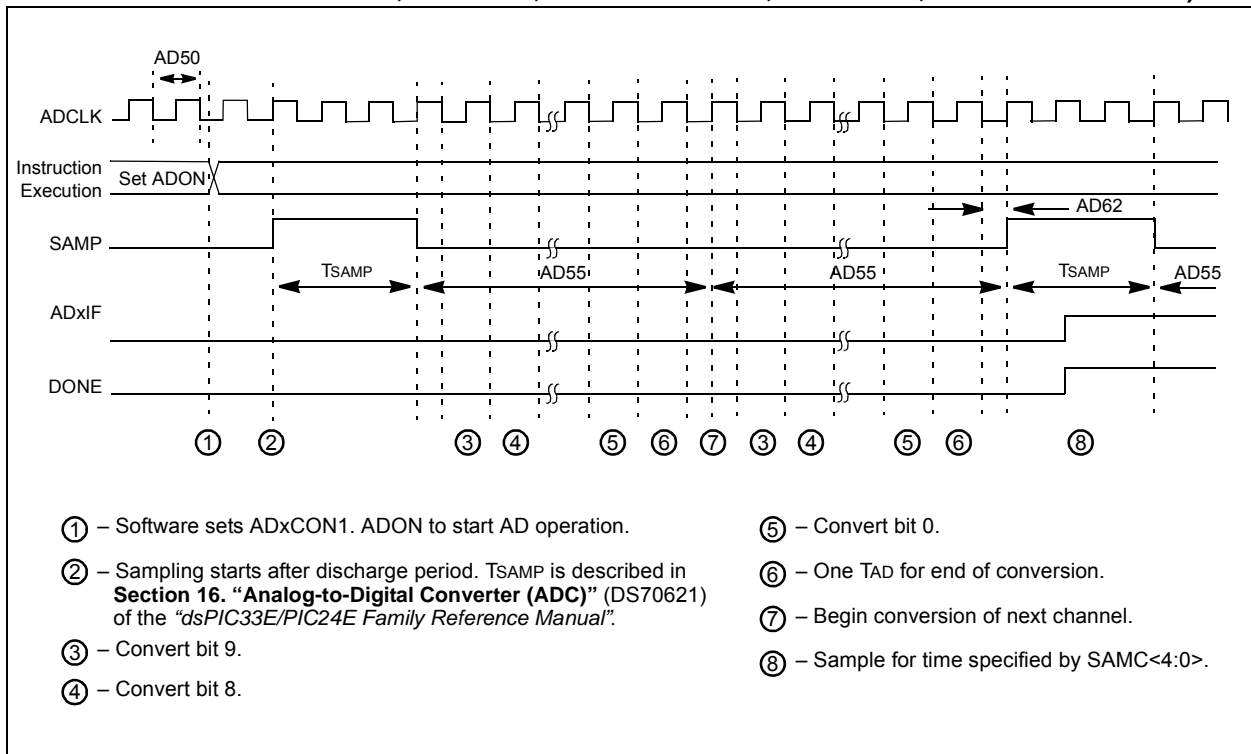 AD50
ADCLK
Instruction
Execution
Set ADON
AD62
SAMP
TSAMP
AD55
AD55
TSAMP
AD55
ADxIF
DONE
1 2 3 4 5 6 7 3 4 5 6 8
① – Software sets ADxCON1. ADON to start AD operation.
② – Sampling starts after discharge period. TSAMP is described in
Section 16. “Analog-to-Digital Converter (ADC)” (DS70621)
of the “dsPIC33E/PIC24E Family Reference Manual”.
③ – Convert bit 9.
④ – Convert bit 8.
⑤ – Convert bit 0.
⑥ – One TAD for end of conversion.
⑦ – Begin conversion of next channel.
⑧ – Sample for time specified by SAMC<4:0>.